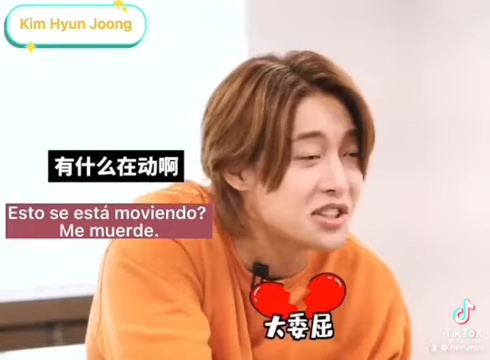 Kim Hyun Joong
有什么在动啊
Esto se está moviendo?
Me muerde.
大委屈
TikTok